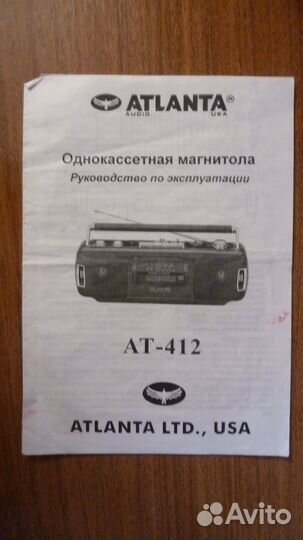 ATLANTA®
AUDIO USA
Однокассетная магнитола
Руководство по эксплуатации
AT-412
ATLANTA LTD., USA
Avito